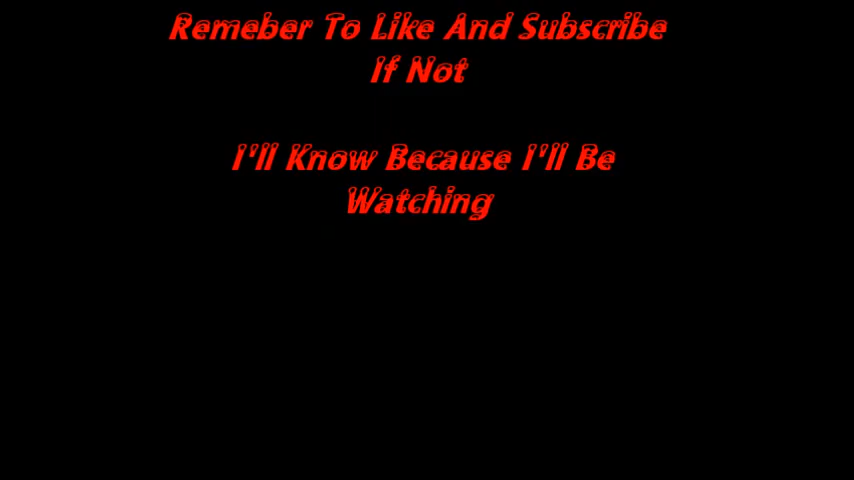 Remeber To Like And Subscribe
If Not
I'll Know Because I'll Be
Watching